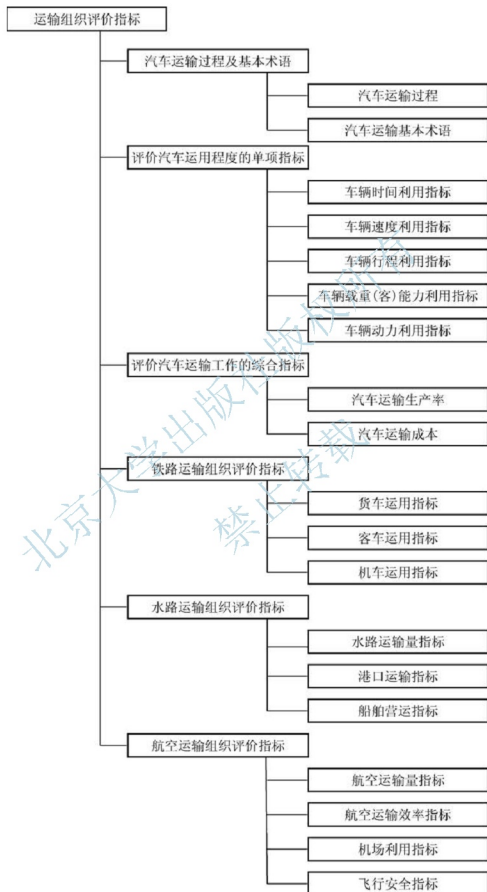 运输组织评价指标
汽车运输过程及基本术语
汽车运输过程
汽车运输基本术语
评价汽车运用程度的单项指标
车辆时间利用指标
车辆速度利用指标
车辆行程利用指标
车辆载重(客)能力利用指标
车辆动力利用指标
评价汽车运输工作的综合指标
汽车运输生产率
汽车运输成本
铁路运输组织评价指标
货车运用指标
客车运用指标
机车运用指标
水路运输组织评价指标
水路运输量指标
港口运输指标
船舶营运指标
航空运输组织评价指标
航空运输量指标
航空运输效率指标
机场利用指标
飞行安全指标
北京大学出版社版权所有
禁止转载